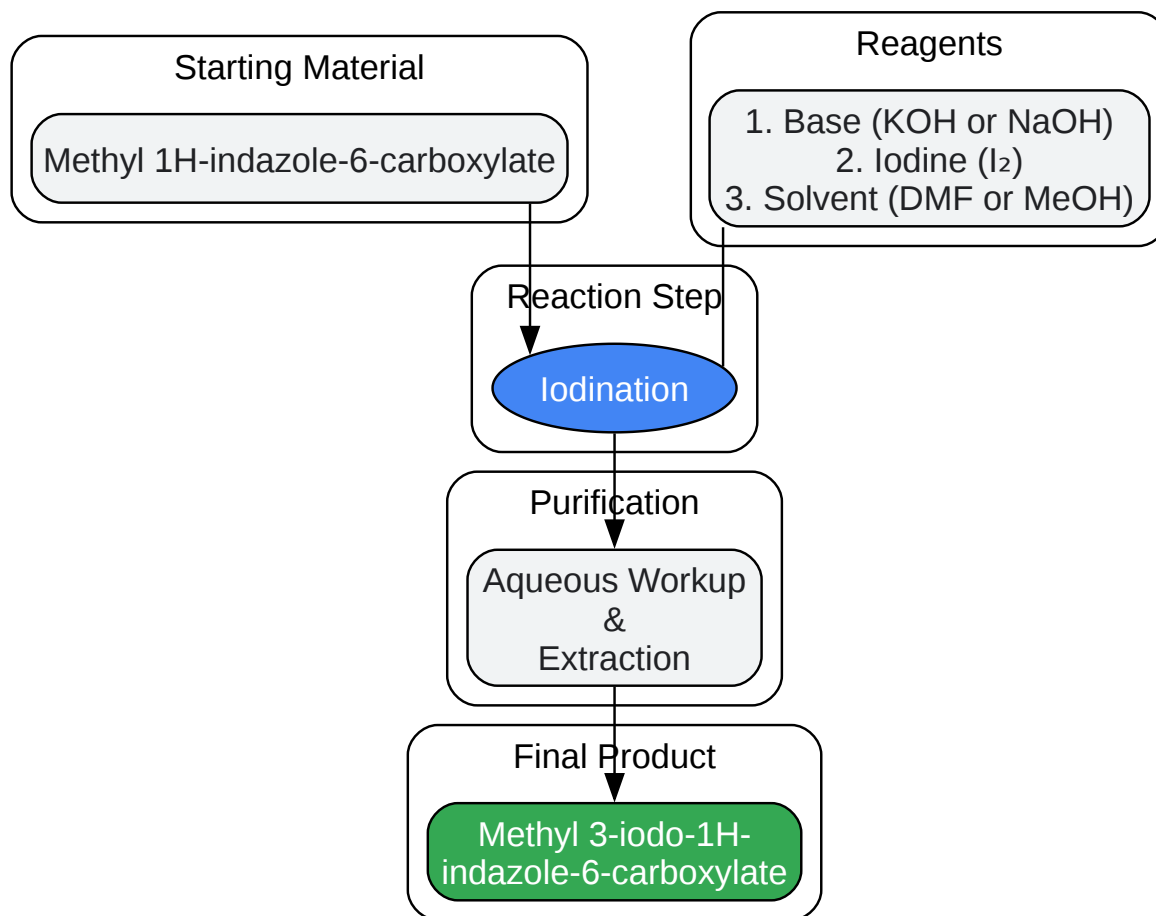 Starting Material
Methyl 1H-indazole-6-carboxylate
Reagents
1. Base (KOH or NaOH)
2. Iodine (I₂)
3. Solvent (DMF or MeOH)
Reaction Step
Iodination
Purification
Aqueous Workup
&
Extraction
Final Product
Methyl 3-iodo-1H-
indazole-6-carboxylate